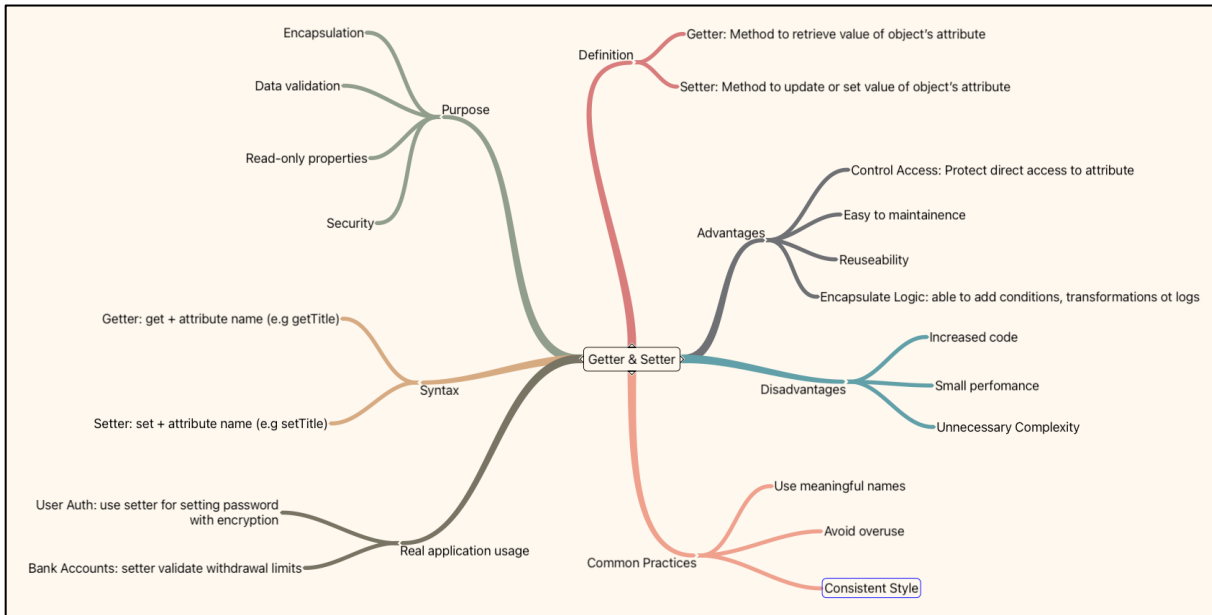 Getter & Setter
Definition
Getter: Method to retrieve value of object's attribute
Setter: Method to update or set value of object's attribute
Advantages
Control Access: Protect direct access to attribute
Easy to maintainence
Reuseability
Encapsulate Logic: able to add conditions, transformations ot logs
Disadvantages
Increased code
Small perfomance
Unnecessary Complexity
Common Practices
Use meaningful names
Avoid overuse
Consistent Style
Purpose
Encapsulation
Data validation
Read-only properties
Security
Syntax
Getter: get + attribute name (e.g getTitle)
Setter: set + attribute name (e.g setTitle)
Real application usage
User Auth: use setter for setting password
with encryption
Bank Accounts: setter validate withdrawal limits